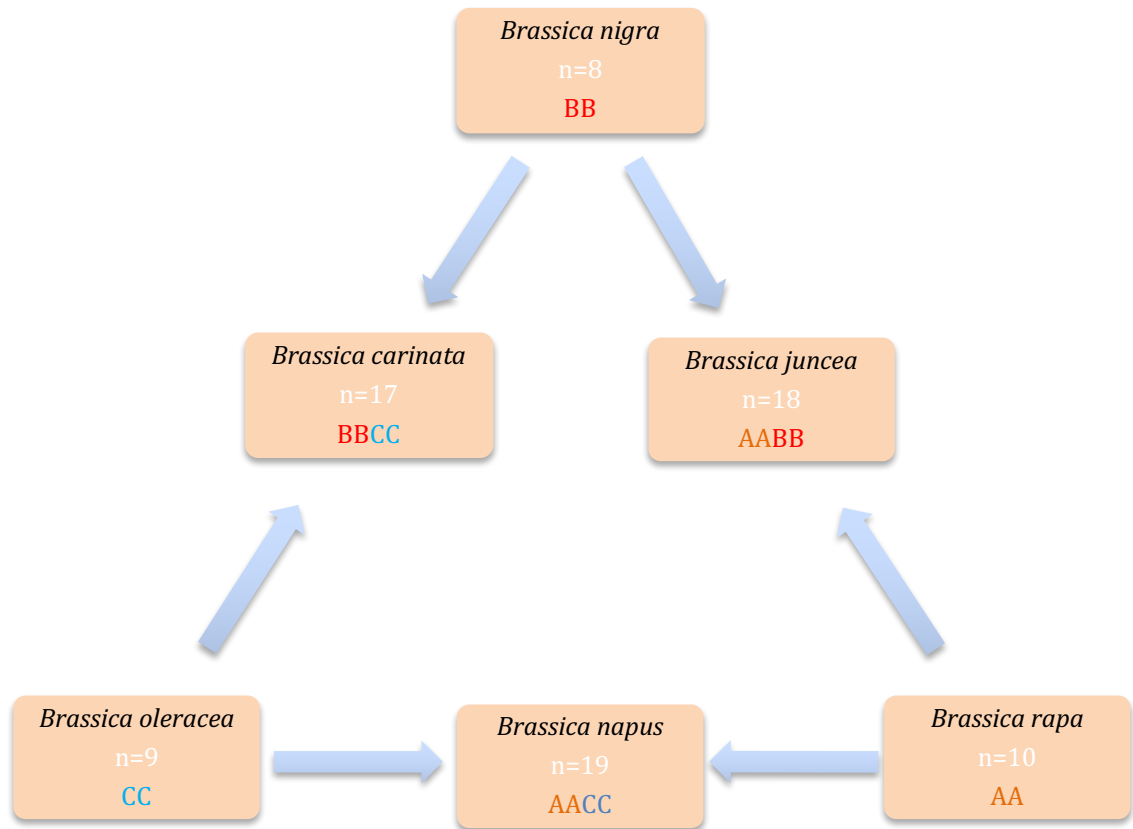 Brassica nigra
n=8
BB
Brassica carinata
n=17
BBCC
Brassica juncea
n=18
AABB
Brassica oleracea
n=9
CC
Brassica napus
n=19
AACC
Brassica rapa
n=10
AA